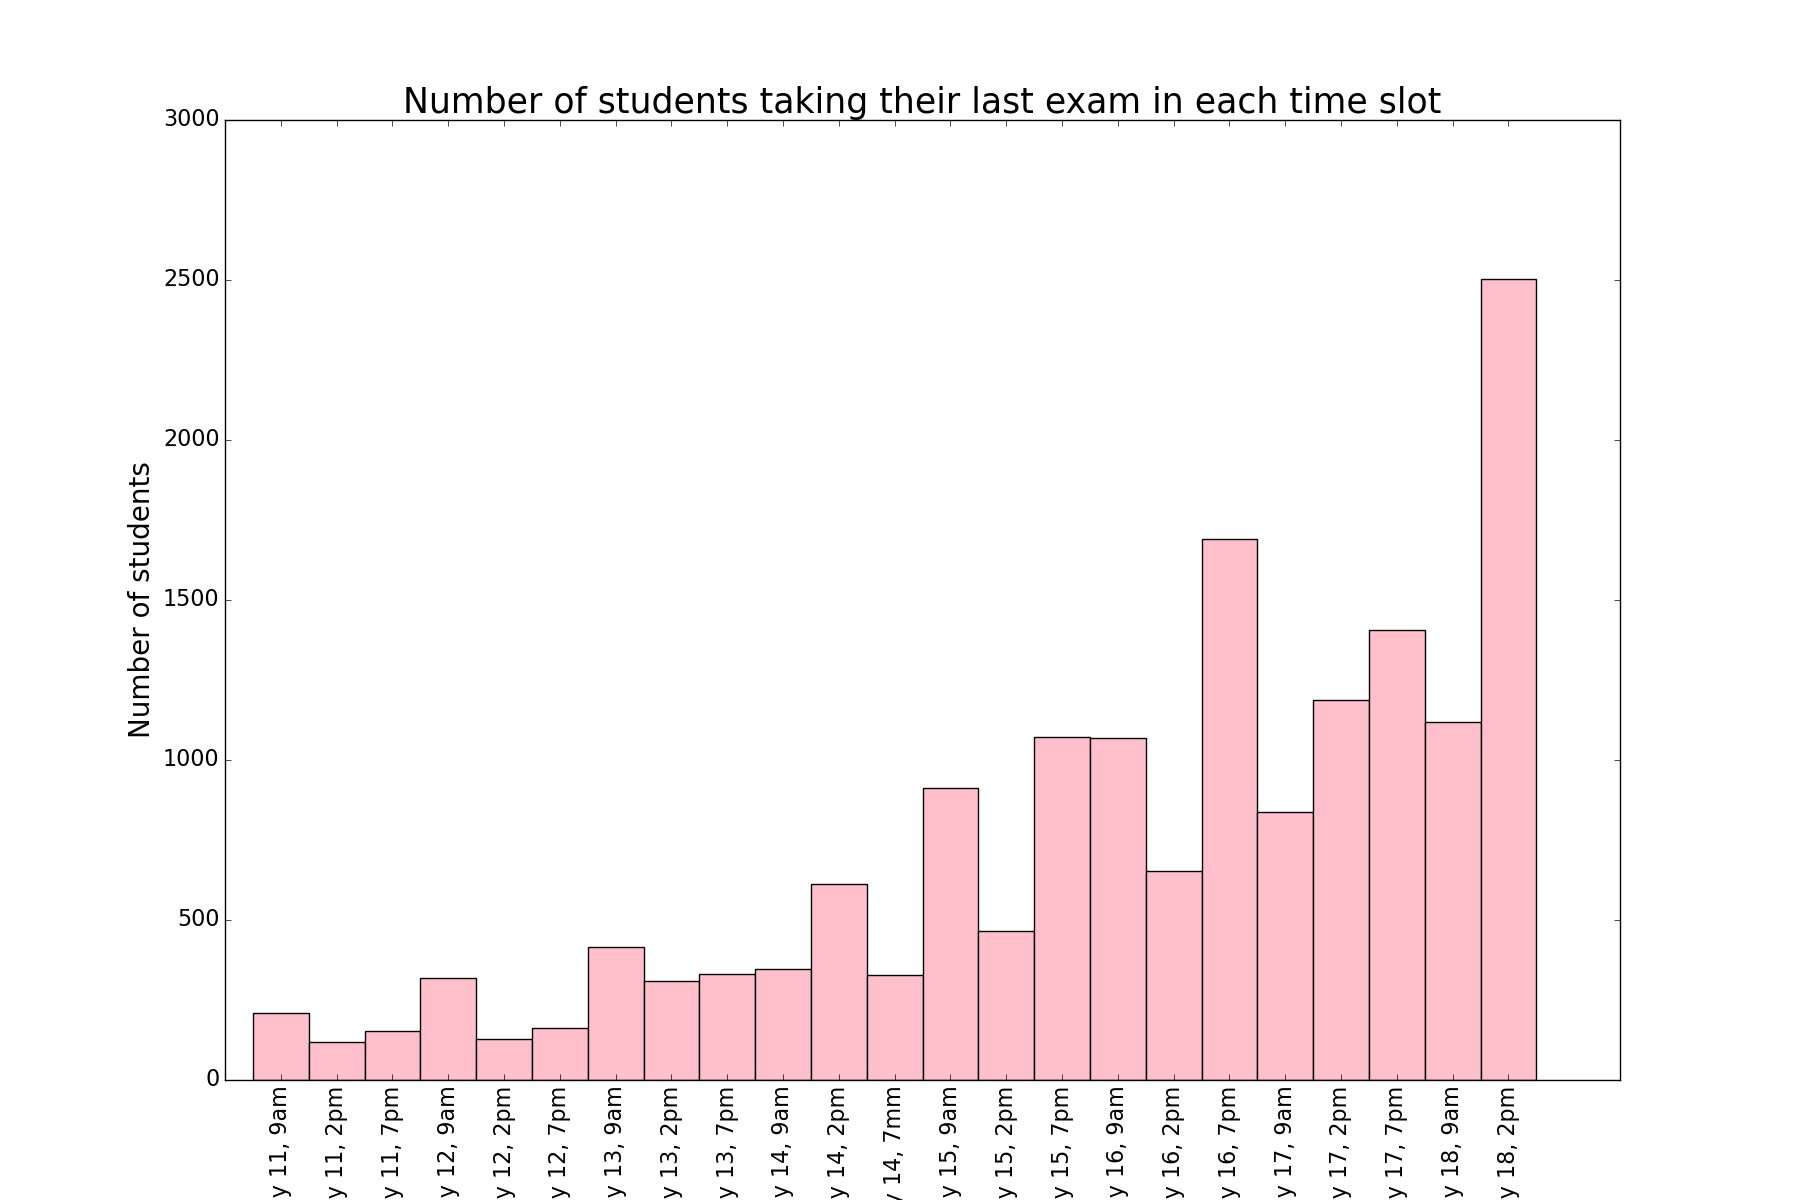 Number of students taking their last exam in each time slot
3000
2500
2000
1500
1000
500
0
Number of students
y 11, 9am
y 11, 2pm
y 11, 7pm
y 12, 9am
y 12, 2pm
y 12, 7pm
y 13, 9am
y 13, 2pm
y 13, 7pm
y 14, 9am
y 14, 2pm
y 14, 7mm
y 15, 9am
y 15, 2pm
y 15, 7pm
y 16, 9am
y 16, 2pm
y 16, 7pm
y 17, 9am
y 17, 2pm
y 17, 7pm
y 18, 9am
y 18, 2pm